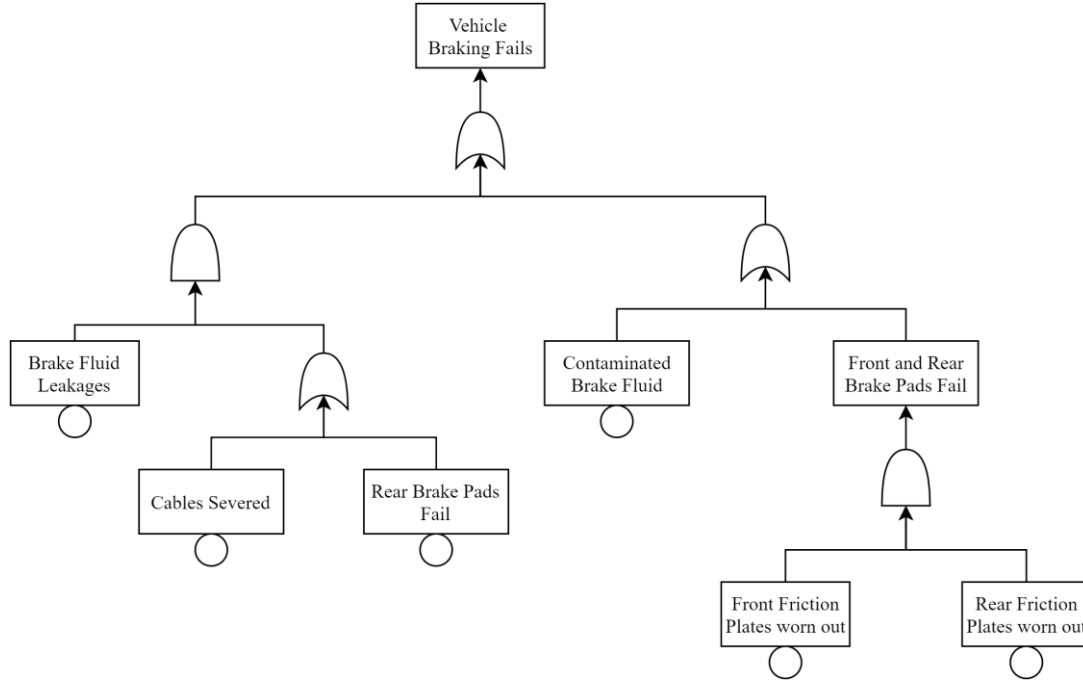 Vehicle
Braking Fails
Brake Fluid
Leakages
Contaminated
Brake Fluid
Front and Rear
Brake Pads Fail
Cables Severed
Rear Brake Pads
Fail
Front Friction
Plates worn out
Rear Friction
Plates worn out